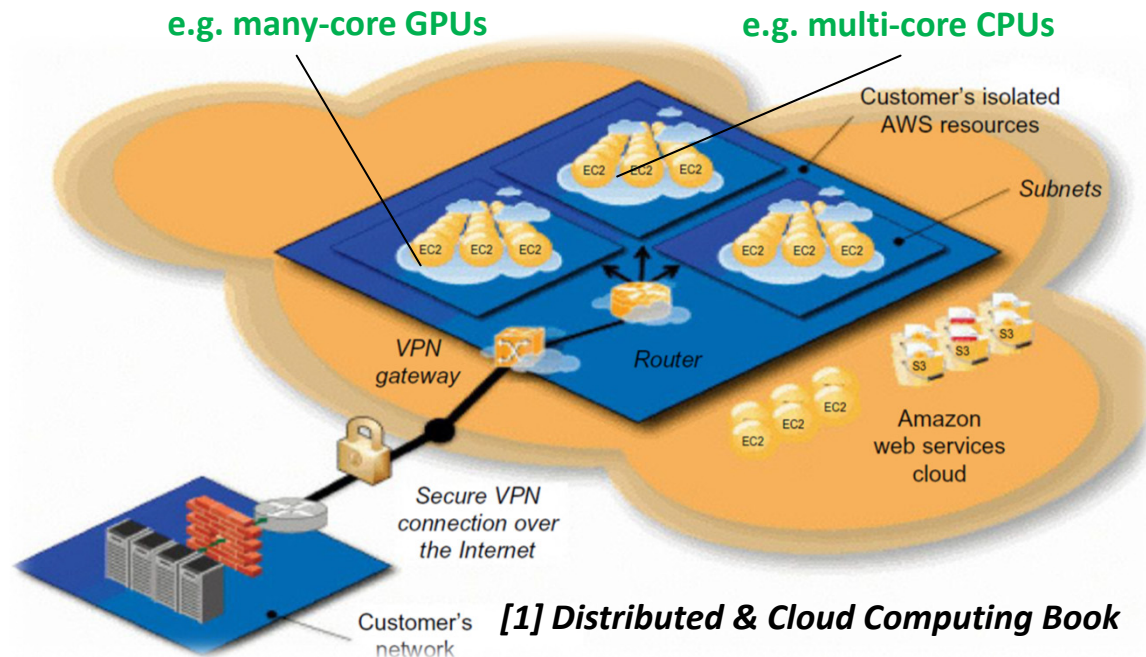 e.g. many-core GPUs
e.g. multi-core CPUs
Customer's isolated
AWS resources
Subnets
EC2 EC2 EC2
EC2 EC2 EC2
EC2 EC2 EC2
VPN
gateway
Router
S3
S3
S3
EC2
EC2
EC2
Amazon
web services
cloud
Secure VPN
connection over
the Internet
Customer's
network
[1] Distributed & Cloud Computing Book